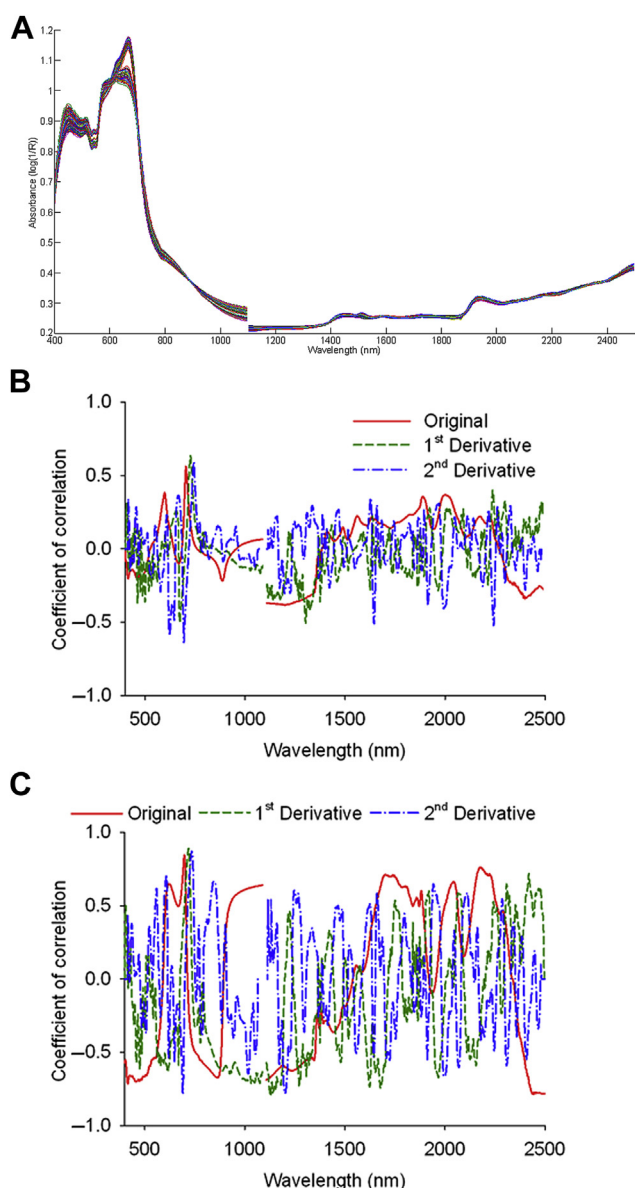 A
1.2
1.1
1
0.9
0.8
0.7
0.6
0.5
0.4
0.3
0.2
Absorbance (log(1/R))
400 600 800 1000 1200 1400 1600 1800 2000 2200 2400
Wavelength (nm)
B
1.0
0.5
0.0
–0.5
–1.0
Coefficient of correlation
Original
1st Derivative
2nd Derivative
500 1000 1500 2000 2500
Wavelength (nm)
C
Original 1st Derivative 2nd Derivative
1.0
0.5
0.0
–0.5
–1.0
Coefficient of correlation
500 1000 1500 2000 2500
Wavelength (nm)